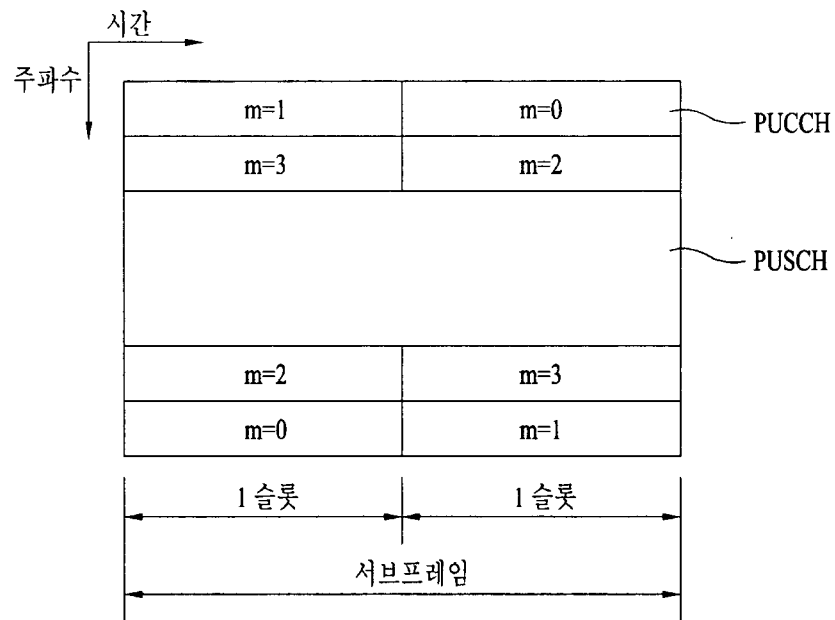 시간
주파수
m=1 m=0
PUCCH
m=3 m=2
PUSCH
m=2 m=3
m=0 m=1
1 슬롯 1 슬롯
서브프레임